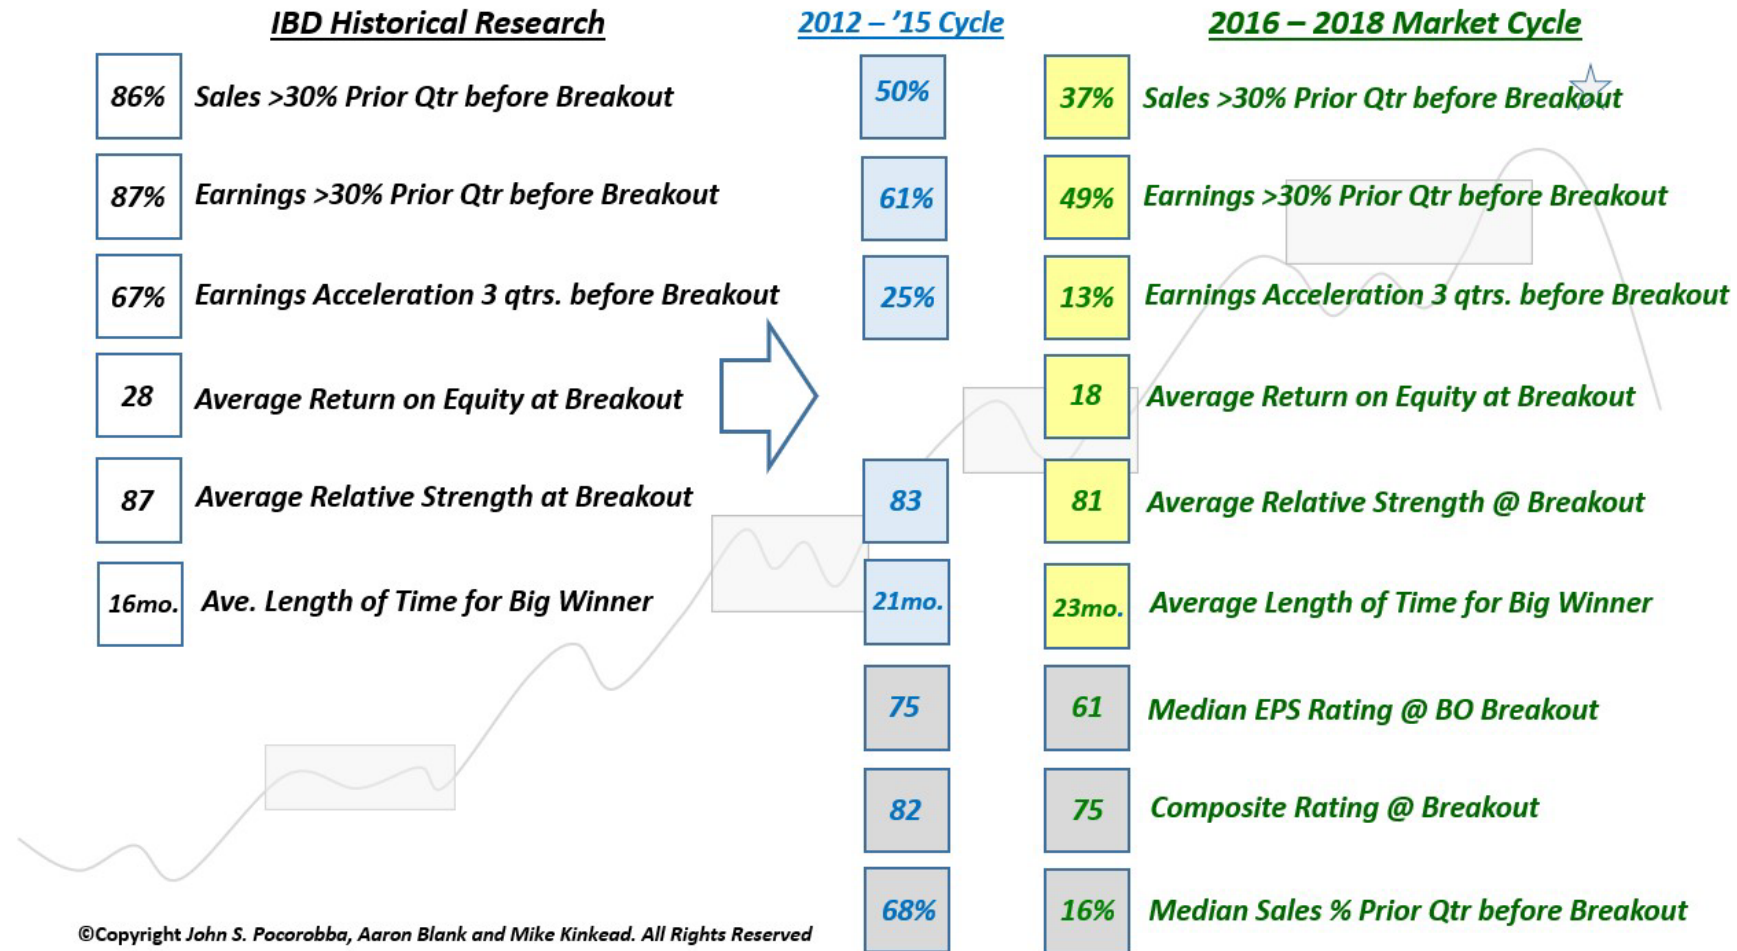 IBD Historical Research 2012 – '15 Cycle 2016 – 2018 Market Cycle
86% Sales >30% Prior Qtr before Breakout 50% 37% Sales >30% Prior Qtr before Breakout
87% Earnings >30% Prior Qtr before Breakout 61% 49% Earnings >30% Prior Qtr before Breakout
67% Earnings Acceleration 3 qtrs. before Breakout 25% 13% Earnings Acceleration 3 qtrs. before Breakout
28 Average Return on Equity at Breakout 18 Average Return on Equity at Breakout
87 Average Relative Strength at Breakout 83 81 Average Relative Strength @ Breakout
16mo. Ave. Length of Time for Big Winner 21mo. 23mo. Average Length of Time for Big Winner
75 61 Median EPS Rating @ BO Breakout
82 75 Composite Rating @ Breakout
68% 16% Median Sales % Prior Qtr before Breakout
©Copyright John S. Pocorobba, Aaron Blank and Mike Kinkead. All Rights Reserved